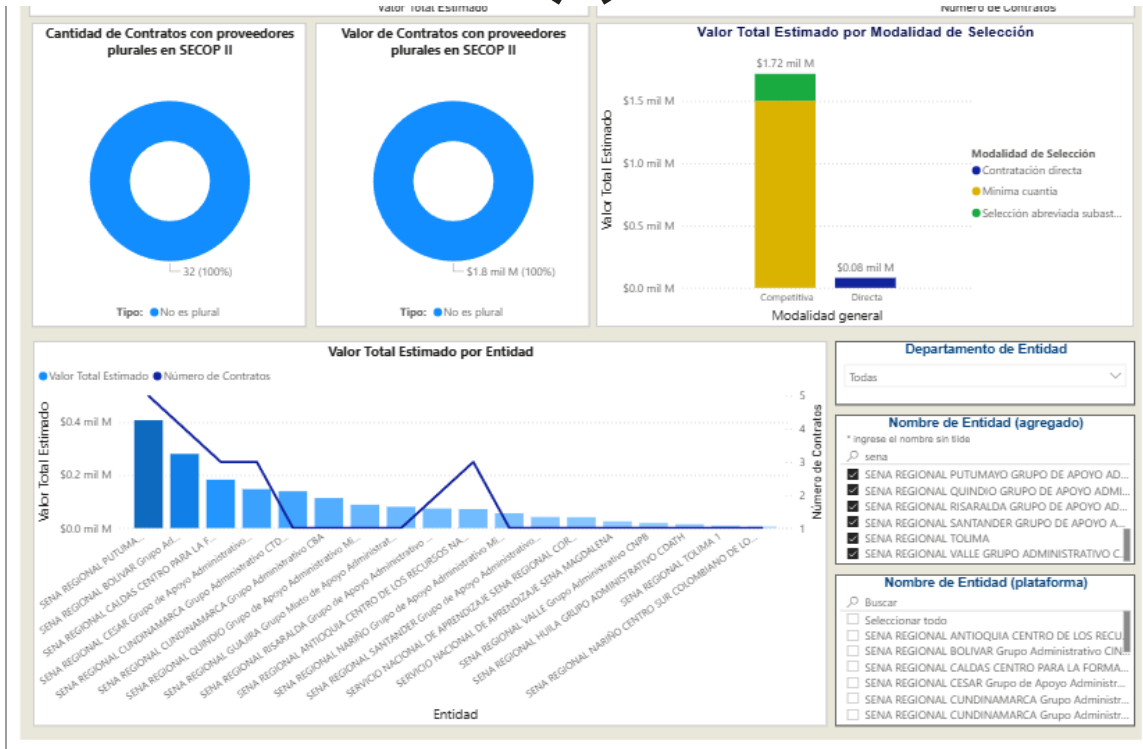 Valor Total Estimado
Número de Contratos
Cantidad de Contratos con proveedores
plurales en SECOP II
32 (100%)
Tipo: No es plural
Valor de Contratos con proveedores
plurales en SECOP II
$1.8 mil M (100%)
Tipo: No es plural
Valor Total Estimado por Modalidad de Selección
$1.72 mil M
$1.5 mil M
$1.0 mil M
$0.5 mil M
$0.0 mil M
Valor Total Estimado
$0.08 mil M
Competitiva
Directa
Modalidad general
Modalidad de Selección
Contratación directa
Mínima cuantía
Selección abreviada subast...
Valor Total Estimado por Entidad
Valor Total Estimado Número de Contratos
Valor Total Estimado
$0.4 mil M
$0.2 mil M
$0.0 mil M
5
4
3
2
1
Número de Contratos
SENA REGIONAL PUTUMA...
SENA REGIONAL BOLIVAR Grupo Ad...
SENA REGIONAL CALDAS CENTRO PARA LA F...
SENA REGIONAL CESAR Grupo de Apoyo Administrativo...
SENA REGIONAL CUNDINAMARCA Grupo Administrativo CTD...
SENA REGIONAL CUNDINAMARCA Grupo Administrativo CBA
SENA REGIONAL QUINDIO Grupo de Apoyo Administrativo Mi...
SENA REGIONAL GUAJIRA Grupo Mixto de Apoyo Administrat...
SENA REGIONAL RISARALDA Grupo de Apoyo Administrativo ...
SENA REGIONAL ANTIOQUIA CENTRO DE LOS RECURSOS NA...
SENA REGIONAL NARIÑO Grupo de Apoyo Administrativo Mi...
SENA REGIONAL SANTANDER Grupo de Apoyo Administrativo...
SERVICIO NACIONAL DE APRENDIZAJE SENA REGIONAL COR...
SERVICIO NACIONAL DE APRENDIZAJE SENA MAGDALENA
SENA REGIONAL VALLE Grupo Administrativo CNPB
SENA REGIONAL HUILA GRUPO ADMINISTRATIVO CDATH
SENA REGIONAL TOLIMA 1
SENA REGIONAL NARIÑO CENTRO SUR COLOMBIANO DE LO...
Entidad
Departamento de Entidad
Todas
Nombre de Entidad (agregado)
* Ingrese el nombre sin tilde
sena
SENA REGIONAL PUTUMAYO GRUPO DE APOYO AD...
SENA REGIONAL QUINDIO GRUPO DE APOYO ADMI...
SENA REGIONAL RISARALDA GRUPO DE APOYO AD...
SENA REGIONAL SANTANDER GRUPO DE APOYO A...
SENA REGIONAL TOLIMA
SENA REGIONAL VALLE GRUPO ADMINISTRATIVO C...
Nombre de Entidad (plataforma)
Buscar
Seleccionar todo
SENA REGIONAL ANTIOQUIA CENTRO DE LOS RECU...
SENA REGIONAL BOLIVAR Grupo Administrativo CIN...
SENA REGIONAL CALDAS CENTRO PARA LA FORMA...
SENA REGIONAL CESAR Grupo de Apoyo Administr...
SENA REGIONAL CUNDINAMARCA Grupo Administr...
SENA REGIONAL CUNDINAMARCA Grupo Administr...